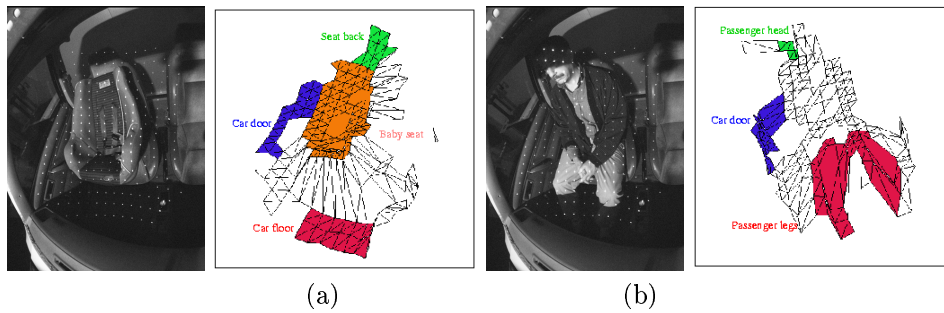 Seat back
Car door
Baby seat
Car floor
Passenger head
Car door
Passenger legs
(a)
(b)